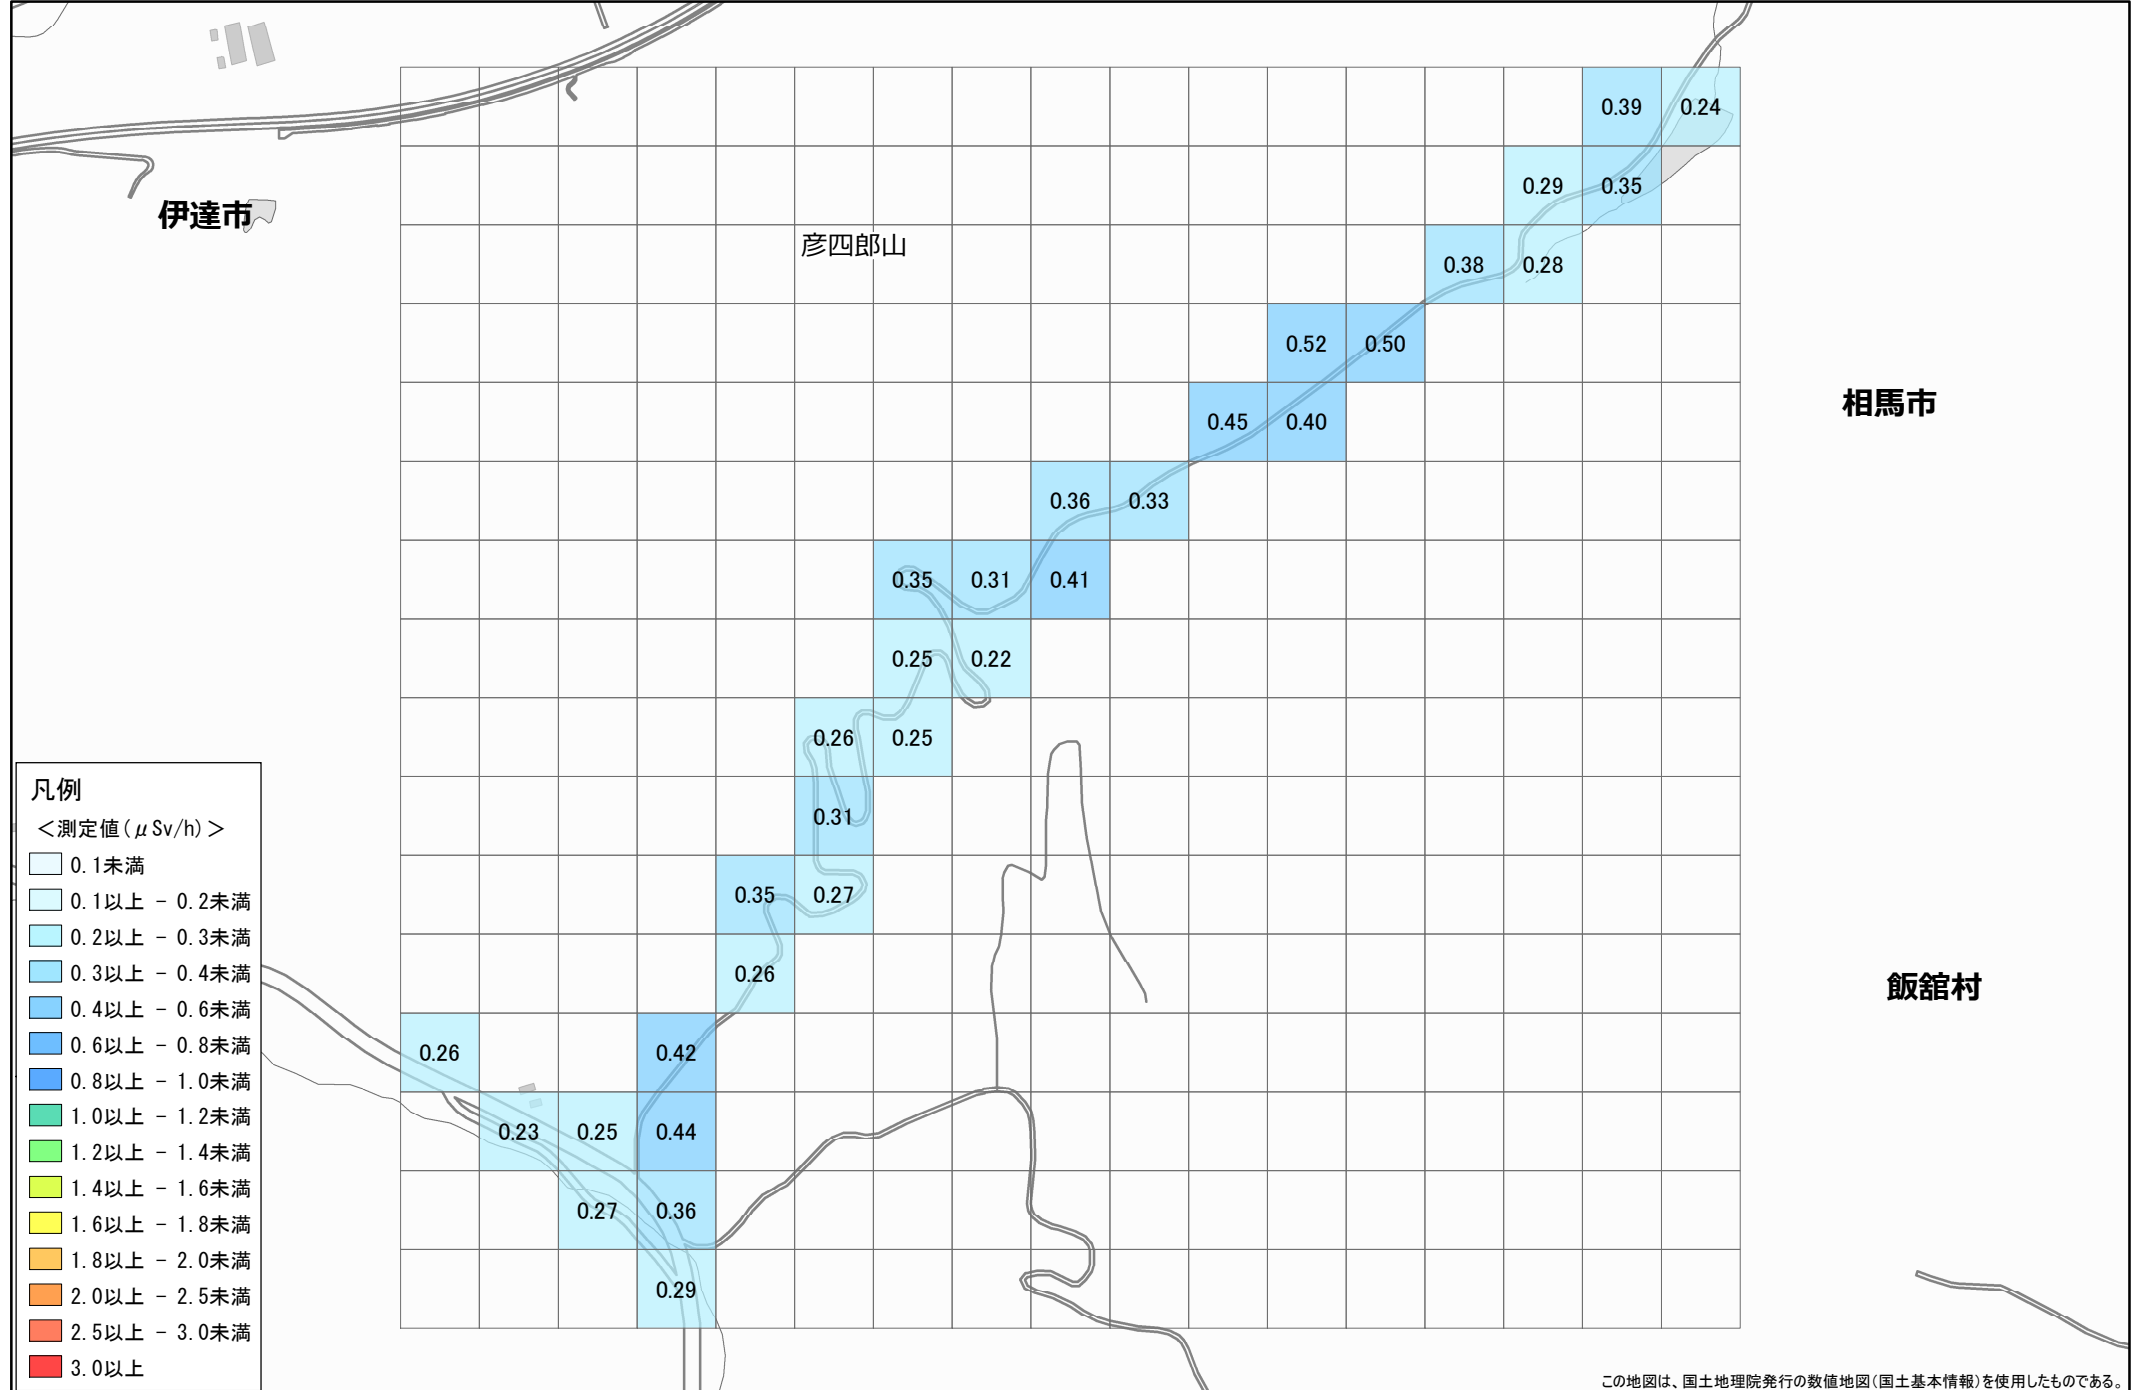 0.39 0.24
0.29 0.35
伊達市
彦四郎山
0.38 0.28
0.52 0.50
相馬市
0.45 0.40
0.36 0.33
0.35 0.31 0.41
0.25 0.22
0.26 0.25
0.31
0.35 0.27
0.26
飯舘村
0.26 0.42
0.23 0.25 0.44
0.27 0.36
0.29
凡例
＜測定値(μSv/h)＞
0.1未満
0.1以上 - 0.2未満
0.2以上 - 0.3未満
0.3以上 - 0.4未満
0.4以上 - 0.6未満
0.6以上 - 0.8未満
0.8以上 - 1.0未満
1.0以上 - 1.2未満
1.2以上 - 1.4未満
1.4以上 - 1.6未満
1.6以上 - 1.8未満
1.8以上 - 2.0未満
2.0以上 - 2.5未満
2.5以上 - 3.0未満
3.0以上
この地図は、国土地理院発行の数値地図(国土基本情報)を使用したものである。